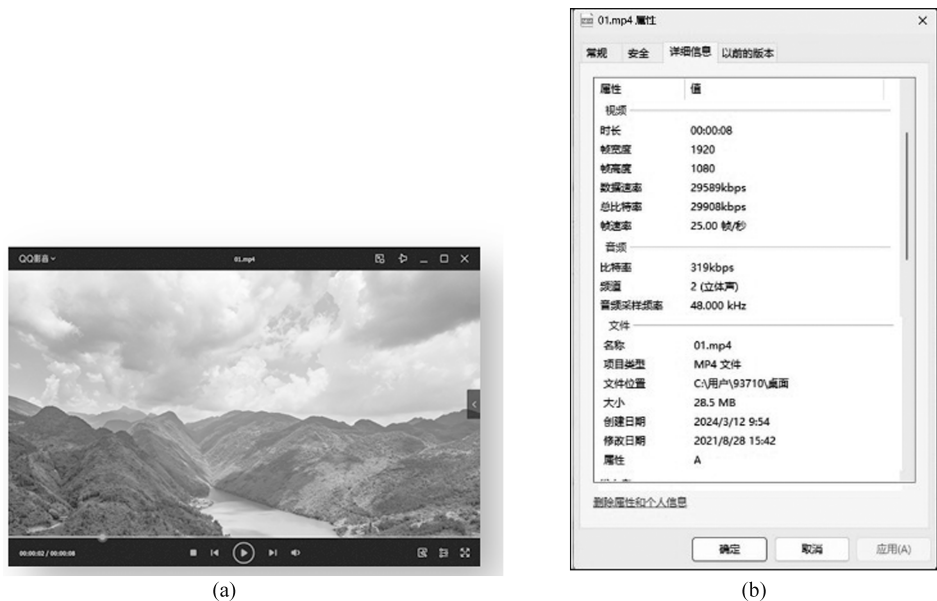 QQ影音
01.mp4
00:00:02 / 00:00:08
(a)
01.mp4 属性
常规 安全 详细信息 以前的版本
属性 值
视频
时长 00:00:08
帧宽度 1920
帧高度 1080
数据速率 29589kbps
总比特率 29908kbps
帧速率 25.00 帧/秒
音频
比特率 319kbps
频道 2 (立体声)
音频采样频率 48.000 kHz
文件
名称 01.mp4
项目类型 MP4 文件
文件位置 C:\用户\93710\桌面
大小 28.5 MB
创建日期 2024/3/12 9:54
修改日期 2021/8/28 15:42
属性 A
删除属性和个人信息
确定 取消 应用(A)
(b)